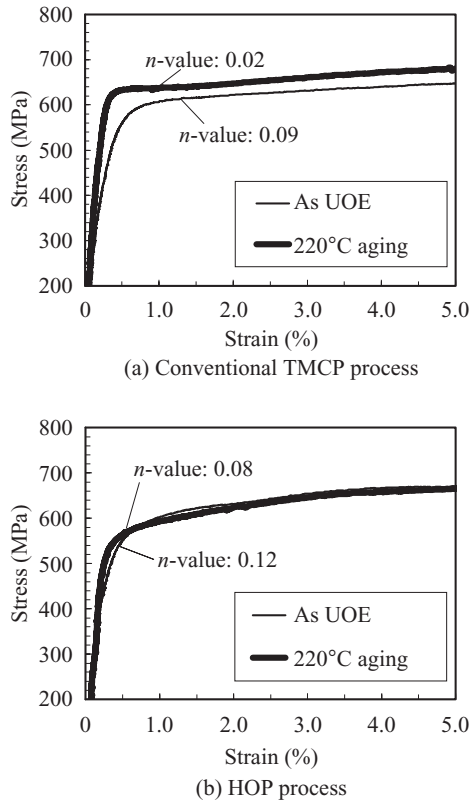 800
700
n-value: 0.02
600
n-value: 0.09
500
Stress (MPa)
400
As UOE
300
220°C aging
200
0 1.0 2.0 3.0 4.0 5.0
Strain (%)
(a) Conventional TMCP process
800
n-value: 0.08
700
600
500
n-value: 0.12
Stress (MPa)
400
As UOE
300
220°C aging
200
0 1.0 2.0 3.0 4.0 5.0
Strain (%)
(b) HOP process